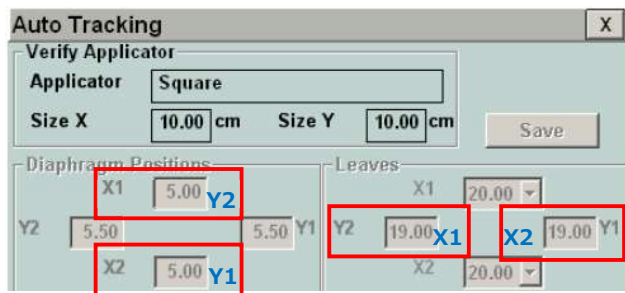 Auto Tracking X
Verify Applicator
Applicator Square
Size X 10.00 cm Size Y 10.00 cm
Save
Diaphragm Positions
X1 5.00 Y2
Y2 5.50 5.50 Y1
X2 5.00 Y1
Leaves
X1 20.00
Y2 19.00 X1 X2 19.00 Y1
X2 20.00